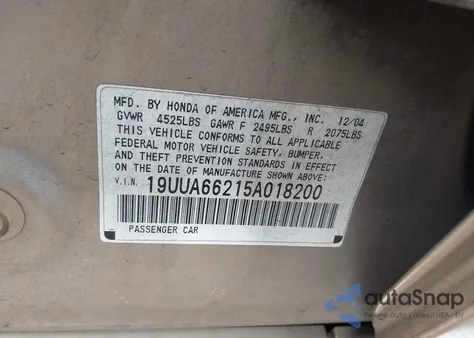 MFD. BY HONDA OF AMERICA MFG., INC. 12/04
GVWR 4525LBS GAWR F 2495LBS R 2075LBS
THIS VEHICLE CONFORMS TO ALL APPLICABLE
FEDERAL MOTOR VEHICLE SAFETY, BUMPER,
AND THEFT PREVENTION STANDARDS IN EFFECT
ON THE DATE OF MANUFACTURE SHOWN ABOVE:
V.I.N. 19UUA66215A018200
PASSENGER CAR
autoSnap